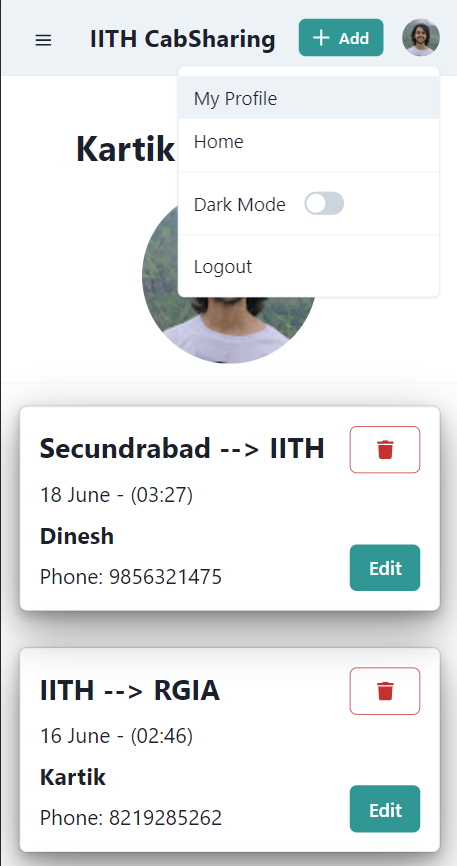 IITH CabSharing
Add
My Profile
Home
Dark Mode
Logout
Kartik
Secundrabad --> IITH
18 June - (03:27)
Dinesh
Phone: 9856321475
Edit
IITH --> RGIA
16 June - (02:46)
Kartik
Phone: 8219285262
Edit